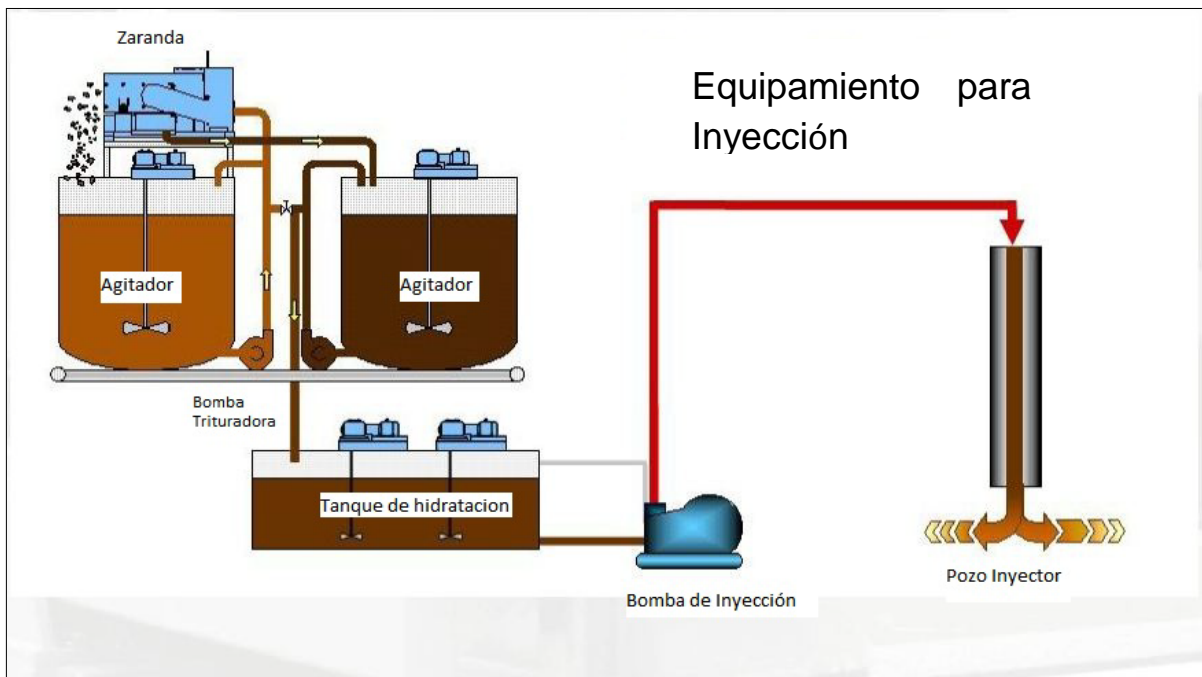 Zaranda
Equipamiento para
Inyección
Agitador
Agitador
Bomba
Trituradora
Tanque de hidratacion
Bomba de Inyección
Pozo Inyector